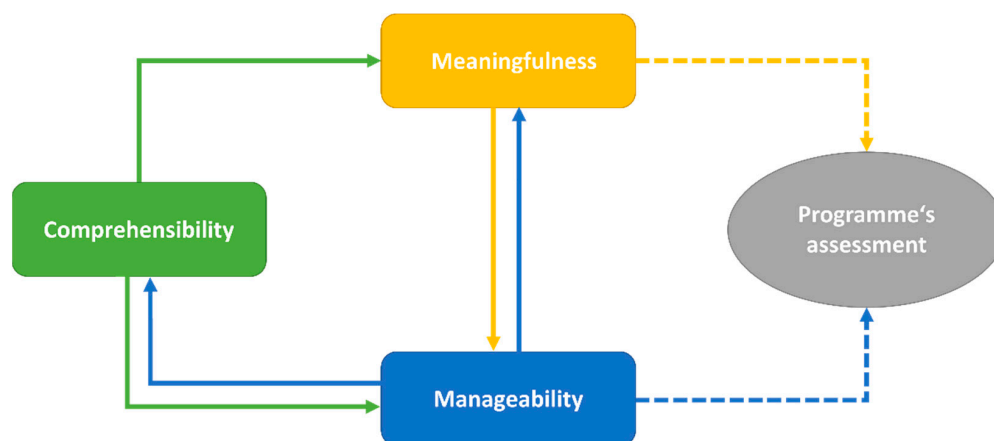 Meaningfulness
Comprehensibility
Programme‘s
assessment
Manageability